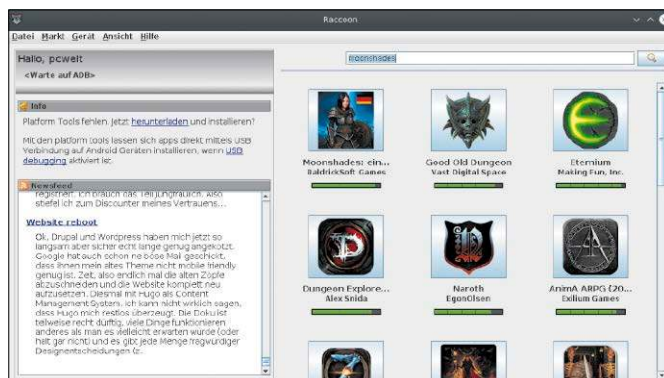 Raccoon
Datei Markt Gerät Ansicht Hilfe
Hallo, pcwelt
<Warte auf ADB>
Info
Platform Tools fehlen. Jetzt herunterladen und installieren?
Mit den platform tools lassen sich apps direkt mittels USB
Verbindung auf Android Geräten installieren, wenn USB
debugging aktiviert ist.
Newsfeed
registriert. Ich brauch das Teil jungfräulich. Also
stiefel ich zum Discounter meines Vertrauens...
Website reboot
Ok, Drupal und Wordpress haben mich jetzt so
langsam aber sicher echt lange genug angekotzt.
Google hat auch schon ne böse Mail geschickt,
dass ihnen mein altes Theme nicht mobile friendly
genug ist. Zeit, also endlich mal die alten Zöpfe
abzuschneiden und die Website komplett neu
aufzusetzen. Diesmal mit Hugo als Content
Management System. Ich kann nicht wirklich sagen,
dass Hugo mich restlos überzeugt. Die Doku ist
teilweise recht dürftig, viele Dinge funktionieren
anderes als man es vielleicht erwarten würde (oder
halt gar nicht) und es gibt jede Menge fragwürdiger
Designentscheidungen (z.
moonshades
Moonshades: ein...
BaldrickSoft Games
Good Old Dungeon
Vast Digital Space
Eternium
Making Fun, Inc.
Dungeon Explore...
Alex Snida
Naroth
EgonOlsen
AnimA ARPG (20...
Exilium Games